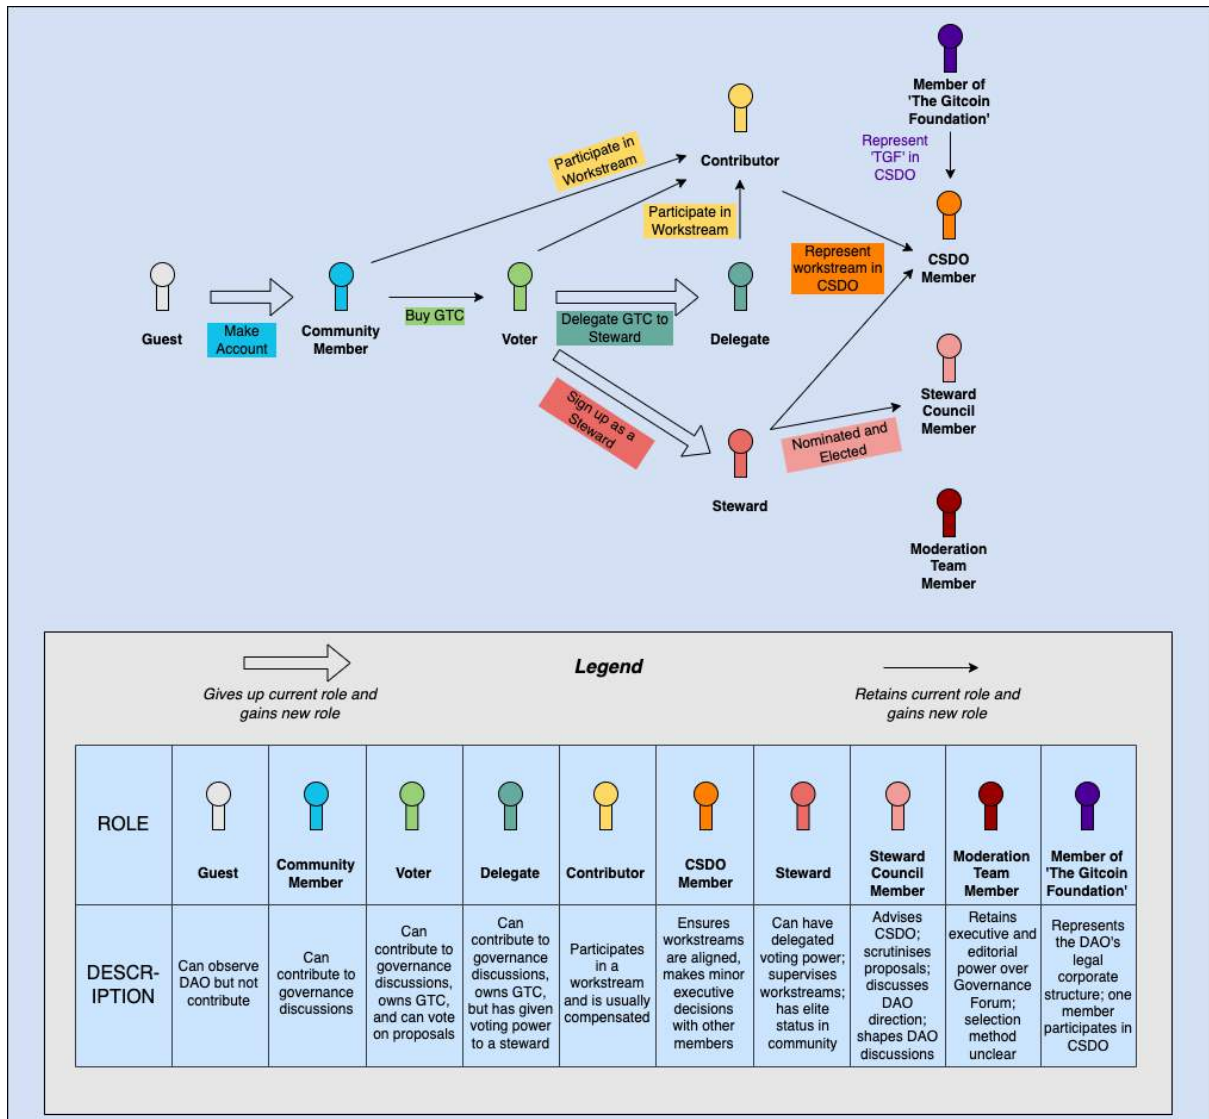 Member of
'The Gitcoin
Foundation'
Represent
'TGF' in
CSDO
Participate in
Workstream
Contributor
Participate in
Workstream
Represent
workstream in
CSDO
CSDO
Member
Guest
Make
Account
Community
Member
Buy GTC
Voter
Delegate GTC to
Steward
Delegate
Sign up as a
Steward
Steward
Nominated and
Elected
Steward
Council
Member
Moderation
Team
Member
Legend
Gives up current role and
gains new role
Retains current role and
gains new role
ROLE
Guest
Community
Member
Voter
Delegate
Contributor
CSDO
Member
Steward
Steward
Council
Member
Moderation
Team
Member
Member of
'The Gitcoin
Foundation'
DESCR-
IPTION
Can observe
DAO but not
contribute
Can
contribute to
governance
discussions
Can
contribute to
governance
discussions,
owns GTC,
and can vote
on proposals
Can
contribute to
governance
discussions,
owns GTC,
but has given
voting power
to a steward
Participates
in a
workstream
and is usually
compensated
Ensures
workstreams
are aligned,
makes minor
executive
decisions
with other
members
Can have
delegated
voting power;
supervises
workstreams;
has elite
status in
community
Advises
CSDO;
scrutinises
proposals;
discusses
DAO
direction;
shapes DAO
discussions
Retains
executive and
editorial
power over
Governance
Forum;
selection
method
unclear
Represents
the DAO's
legal
corporate
structure; one
member
participates in
CSDO